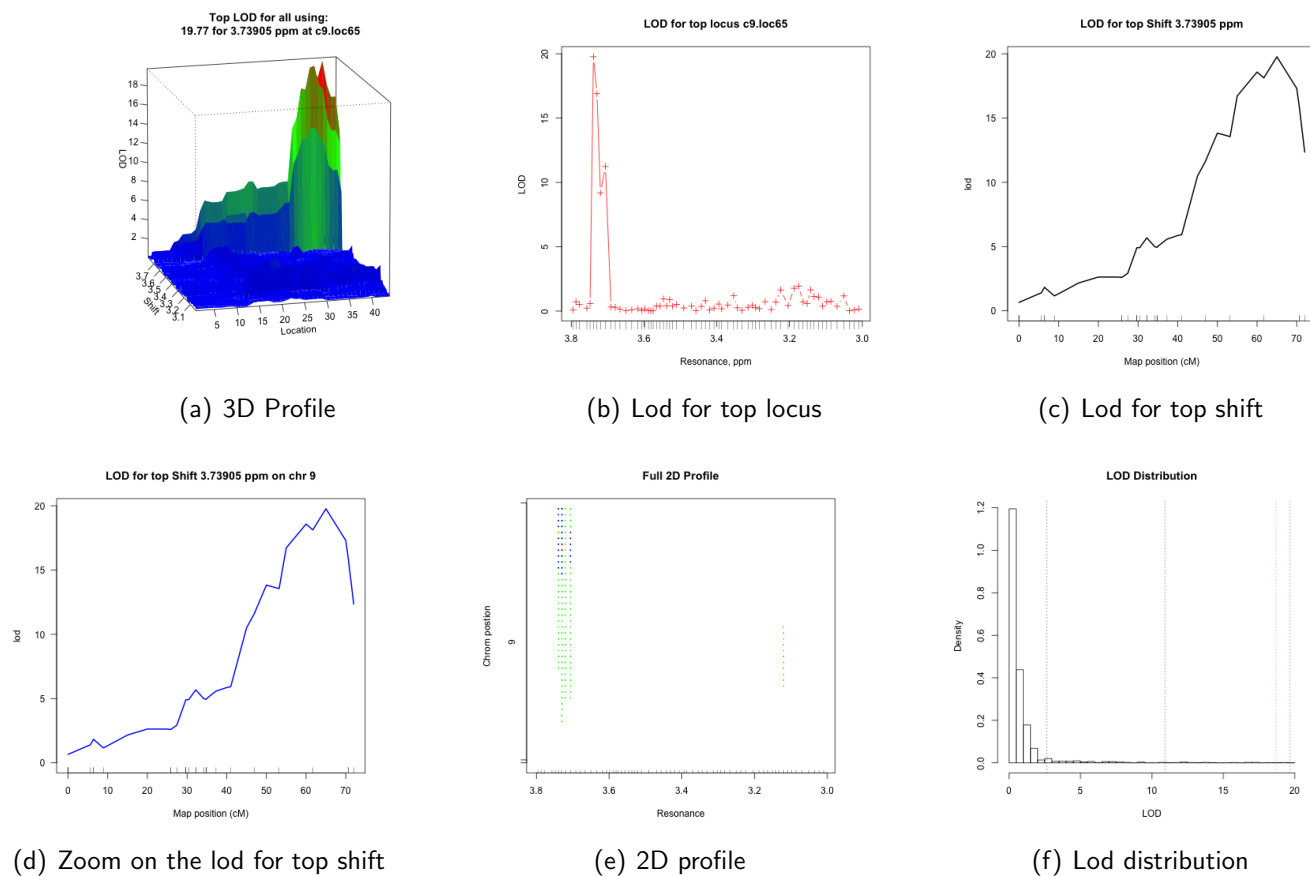 Top LOD for all using:
19.77 for 3.73905 ppm at c9.loc65
LOD
18
16
14
12
10
8
6
4
2
3.7
3.6
3.5
3.4
3.3
3.2
3.1
Shift
5 10 15 20 25 30 35 40
Location
(a) 3D Profile
LOD for top locus c9.loc65
LOD
20
15
10
5
0
3.8 3.6 3.4 3.2 3.0
Resonance, ppm
(b) Lod for top locus
LOD for top Shift 3.73905 ppm
lod
20
15
10
5
0
0 10 20 30 40 50 60 70
Map position (cM)
(c) Lod for top shift
LOD for top Shift 3.73905 ppm on chr 9
lod
20
15
10
5
0
0 10 20 30 40 50 60 70
Map position (cM)
(d) Zoom on the lod for top shift
Full 2D Profile
Chrom postion
9
3.8 3.6 3.4 3.2 3.0
Resonance
(e) 2D profile
LOD Distribution
Density
1.2
1.0
0.8
0.6
0.4
0.2
0.0
0 5 10 15 20
LOD
(f) Lod distribution